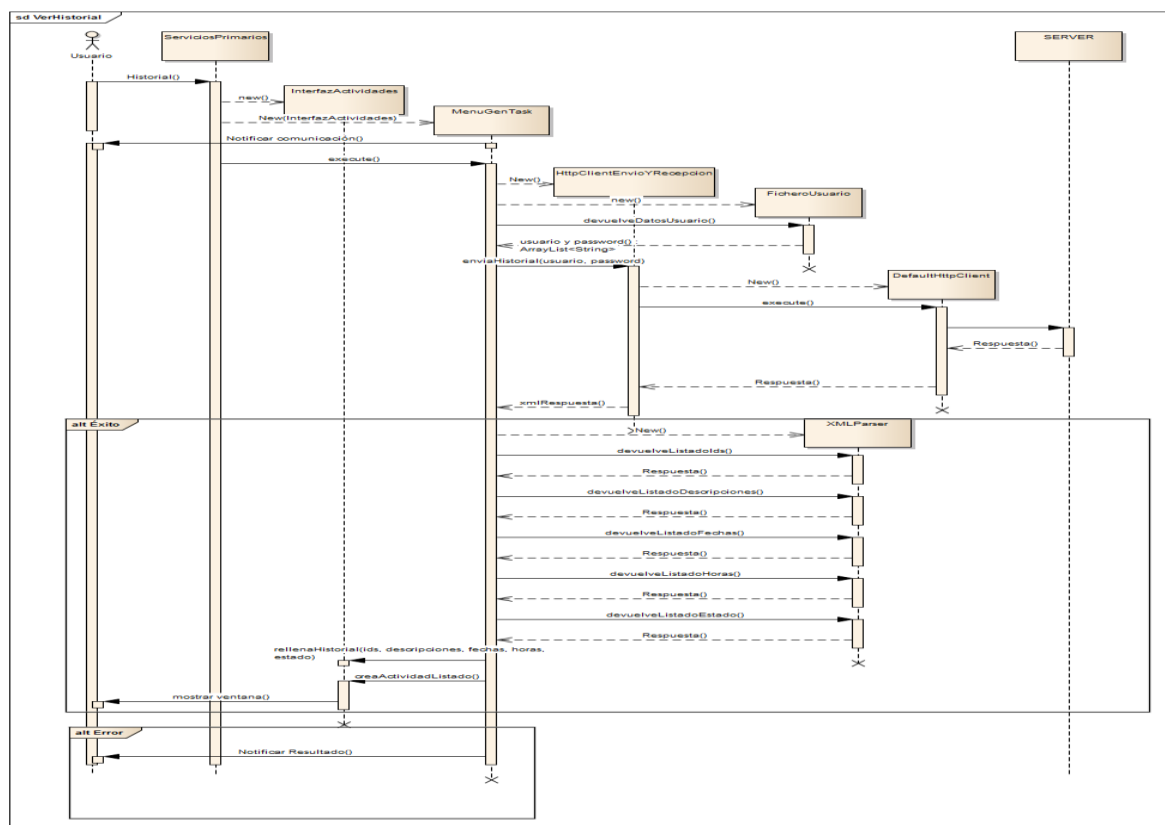 sd VerHistorial
Usuario
ServiciosPrimarios
SERVER
Historial()
new()
InterfazActividades
New(InterfazActividades)
MenuGenTask
Notificar comunicación()
execute()
New()
HttpClientEnvioYRecepcion
new()
FicheroUsuario
devuelveDatosUsuario()
usuario y password() :
ArrayList<String>
enviaHistorial(usuario, password)
New()
DefaultHttpClient
execute()
Respuesta()
Respuesta()
xmlRespuesta()
alt Éxito
New()
XMLParser
devuelveListadoIds()
Respuesta()
devuelveListadoDescripciones()
Respuesta()
devuelveListadoFechas()
Respuesta()
devuelveListadoHoras()
Respuesta()
devuelveListadoEstado()
Respuesta()
rellenaHistorial(ids, descripciones, fechas, horas,
estado)
creaActividadListado()
mostrar ventana()
alt Error
Notificar Resultado()